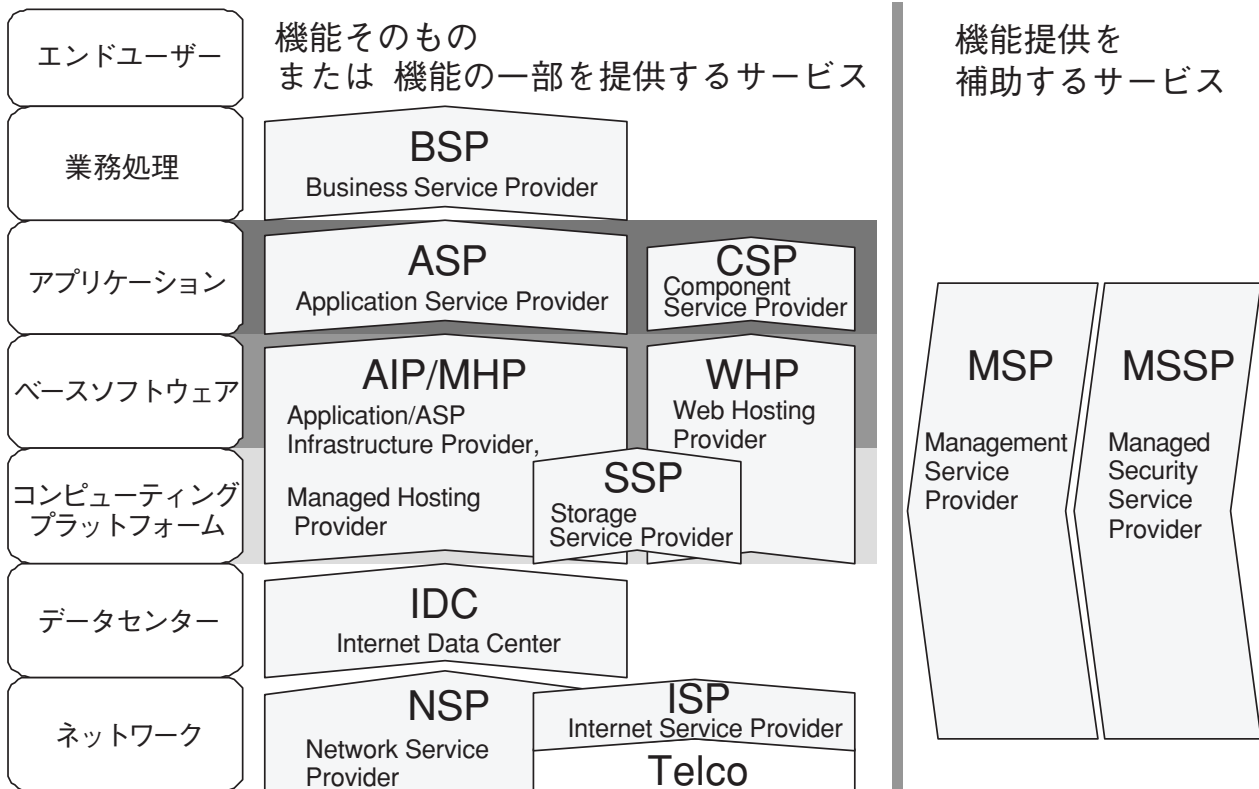 エンドユーザー
機能そのもの
または 機能の一部を提供するサービス
機能提供を
補助するサービス
業務処理
BSP
Business Service Provider
アプリケーション
ASP
Application Service Provider
CSP
Component
Service Provider
ベースソフトウェア
AIP/MHP
Application/ASP
Infrastructure Provider,
Managed Hosting
Provider
WHP
Web Hosting
Provider
コンピューティング
プラットフォーム
SSP
Storage
Service Provider
データセンター
IDC
Internet Data Center
ネットワーク
NSP
Network Service
Provider
ISP
Internet Service Provider
Telco
MSP
Management
Service
Provider
MSSP
Managed
Security
Service
Provider